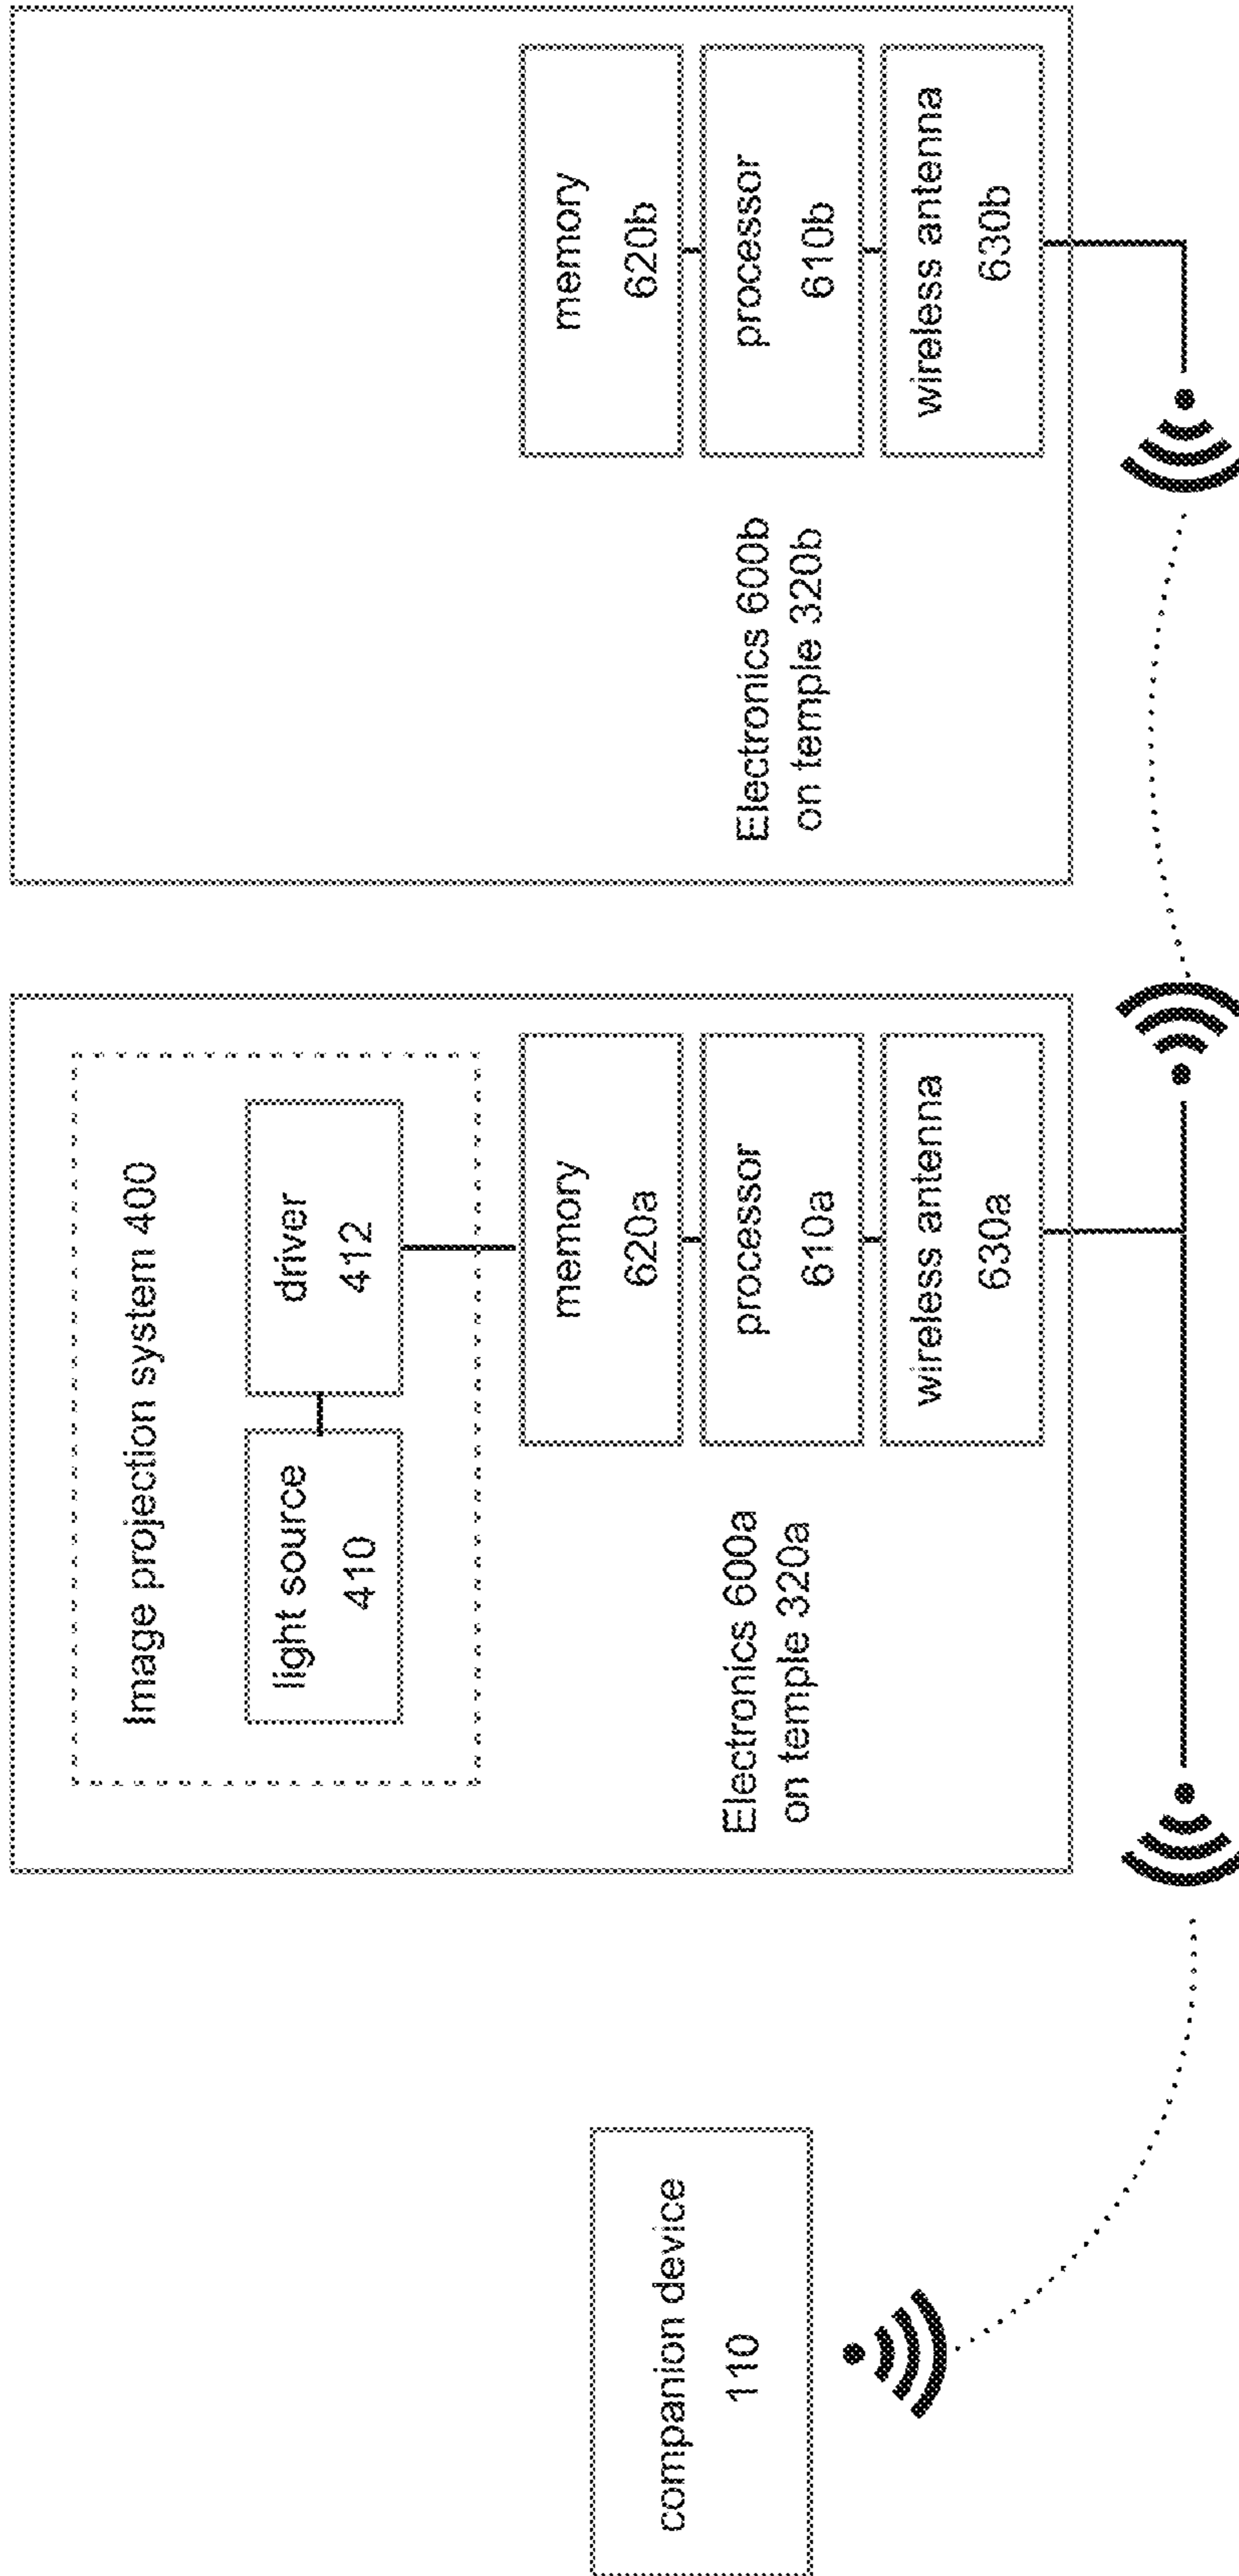 companion device
110
Image projection system 400
light source
410
driver
412
memory
620a
processor
610a
wireless antenna
630a
Electronics 600a
on temple 320a
memory
620b
processor
610b
wireless antenna
630b
Electronics 600b
on temple 320b